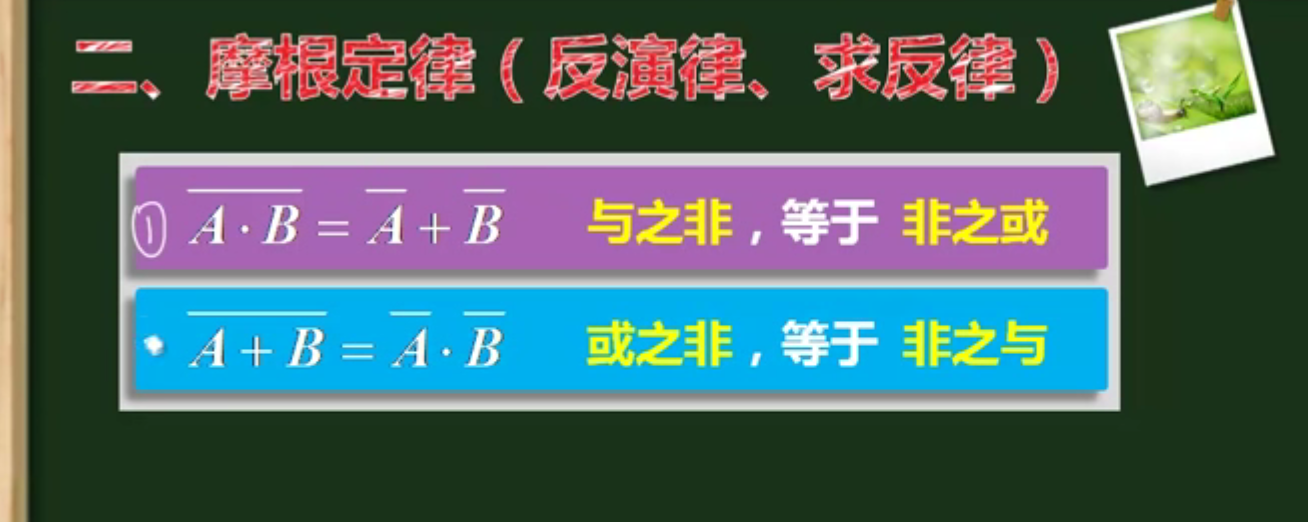 二、摩根定律（反演律、求反律）
① $\overline{A \cdot B} = \overline{A} + \overline{B}$ 与之非，等于 非之或
$\overline{A + B} = \overline{A} \cdot \overline{B}$ 或之非，等于 非之与